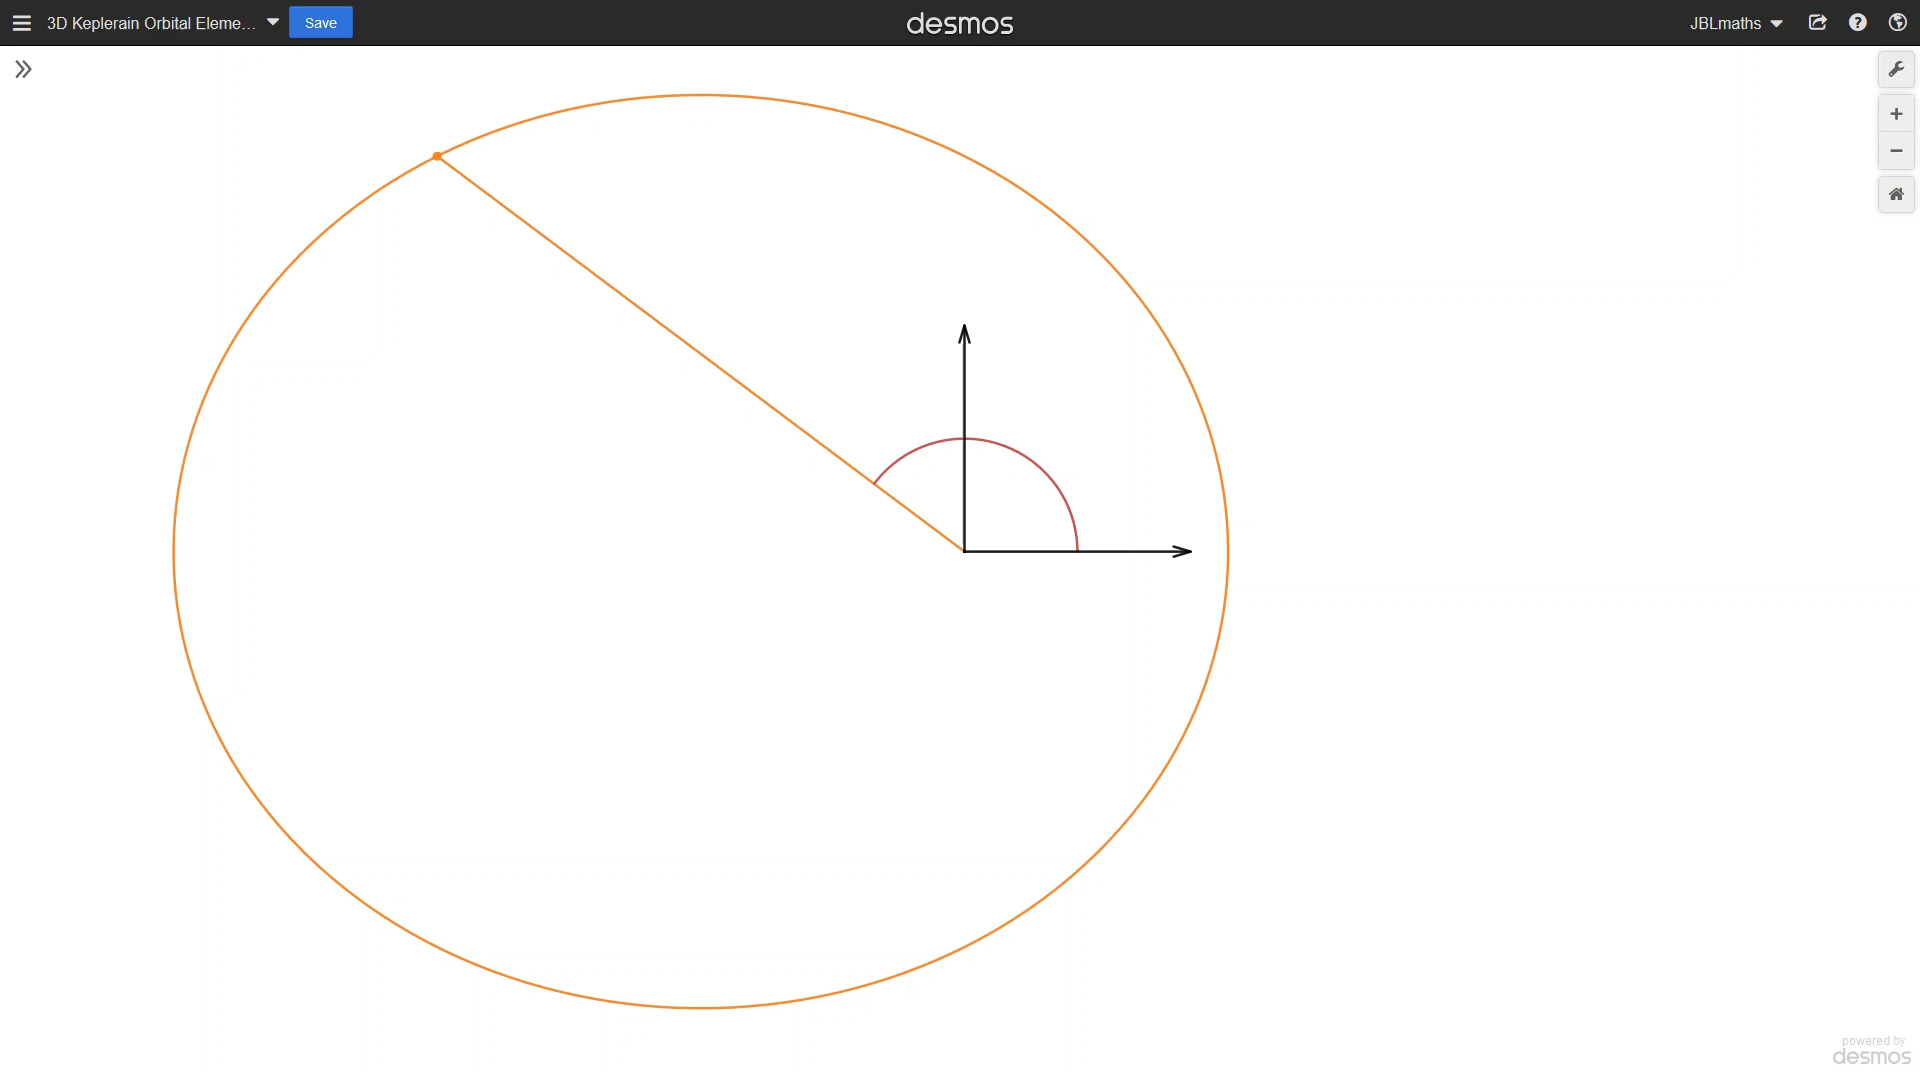 3D Keplerain Orbital Eleme...
Save
desmos
JBLmaths
powered by
desmos